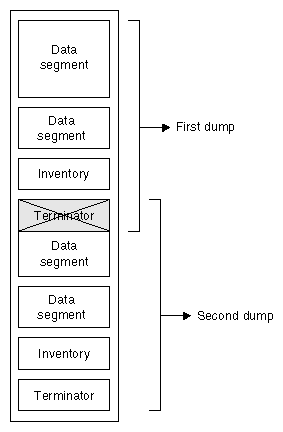 Data
segment
Data
segment
First dump
Inventory
Terminator
Data
segment
Data
segment
Second dump
Inventory
Terminator